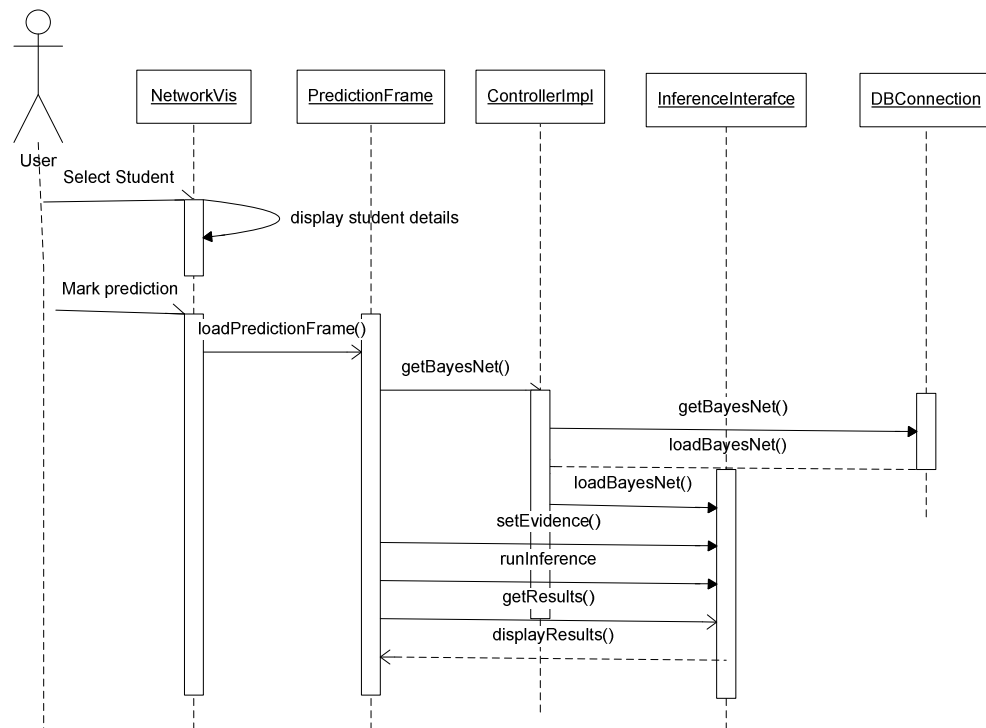 NetworkVis
PredictionFrame
ControllerImpl
InferenceInterafce
DBConnection
User
Select Student
display student details
Mark prediction
loadPredictionFrame()
getBayesNet()
getBayesNet()
loadBayesNet()
loadBayesNet()
setEvidence()
runInference
getResults()
displayResults()